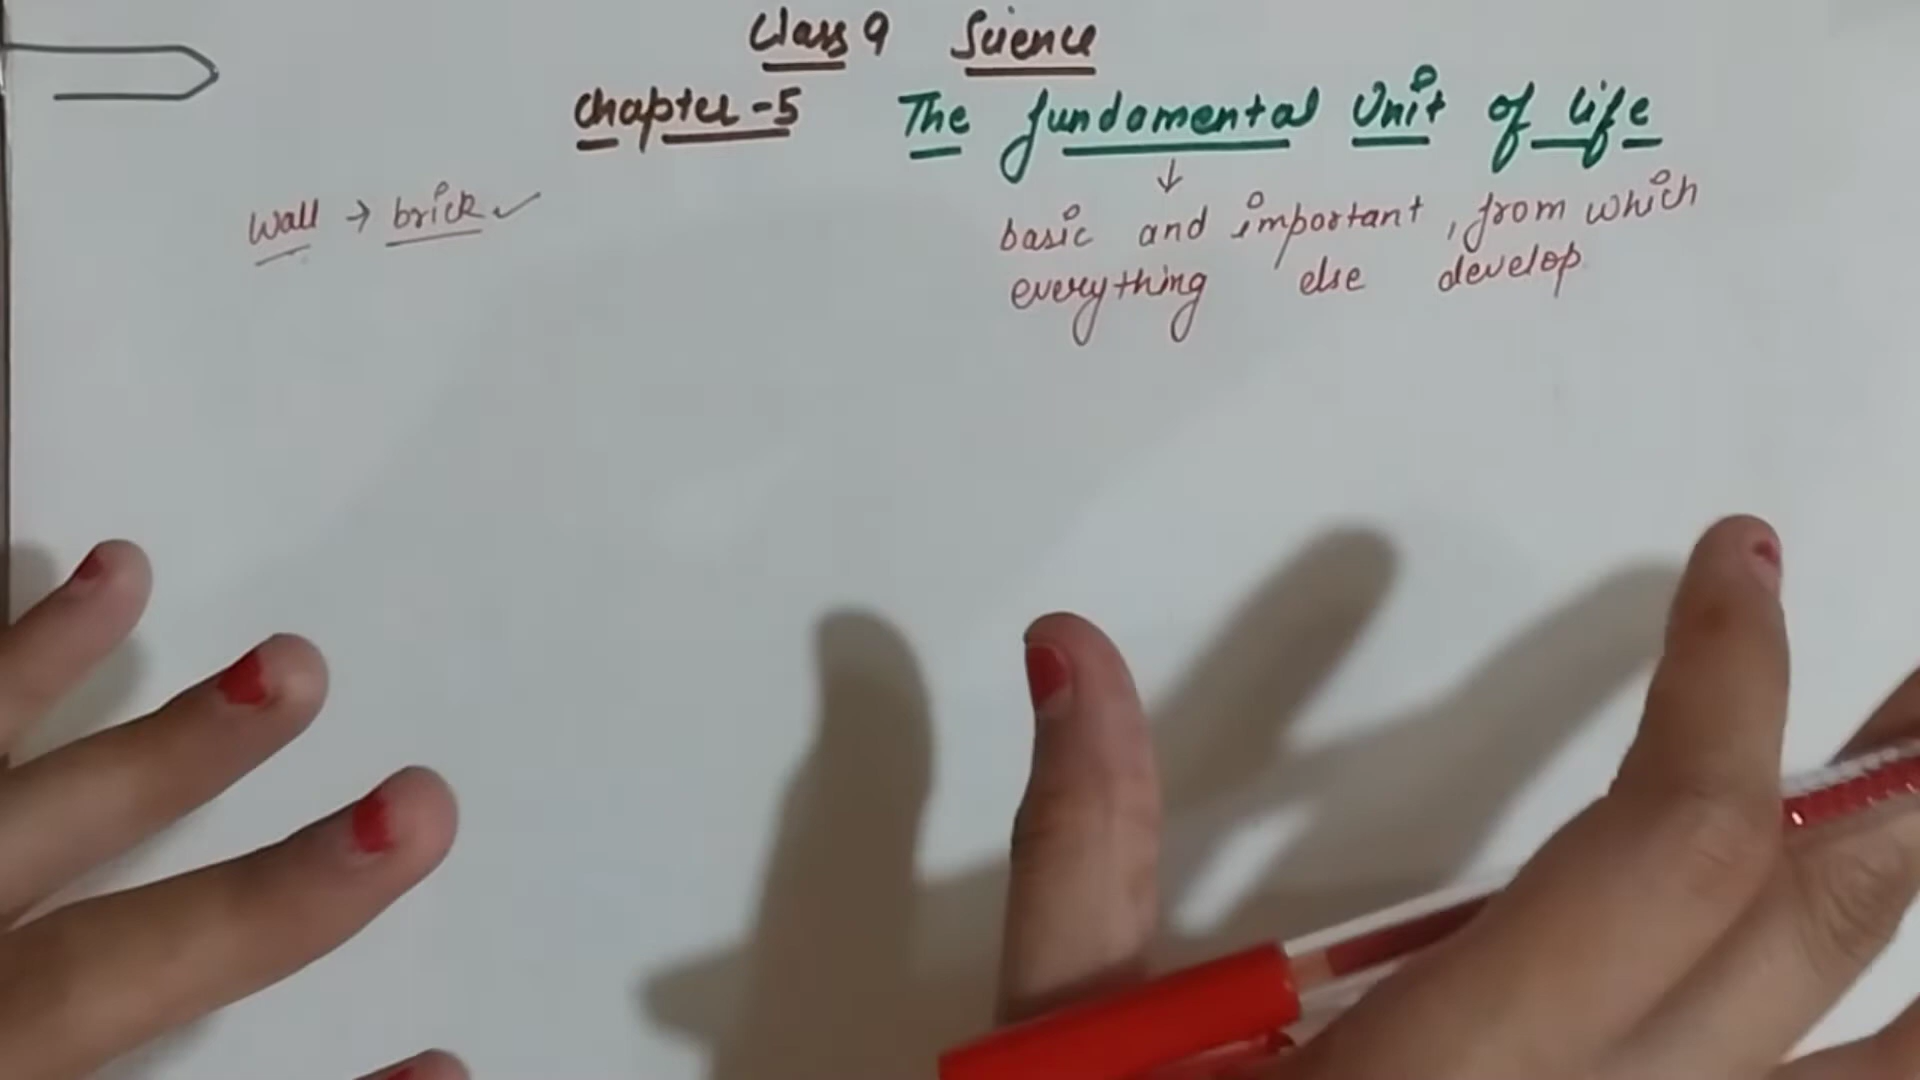 Class 9 Science
Chapter-5 The fundamental Unit of life
wall → brick ✓
↓
basic and important, from which
everything else develop